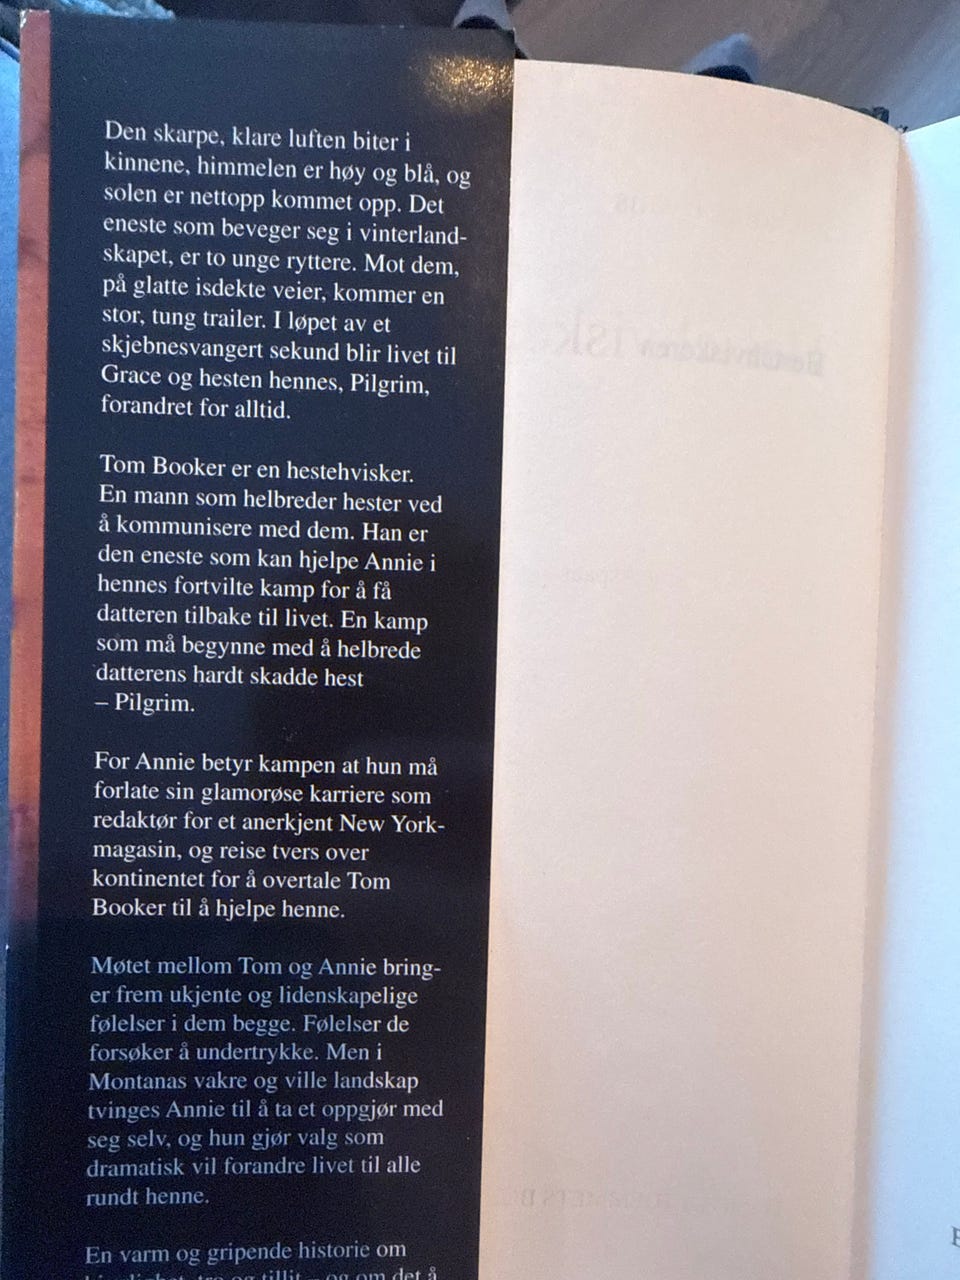 Den skarpe, klare luften biter i
kinnene, himmelen er høy og blå, og
solen er nettopp kommet opp. Det
eneste som beveger seg i vinterland-
skapet, er to unge ryttere. Mot dem,
på glatte isdekte veier, kommer en
stor, tung trailer. I løpet av et
skjebnesvangert sekund blir livet til
Grace og hesten hennes, Pilgrim,
forandret for alltid.
Tom Booker er en hestehvisker.
En mann som helbreder hester ved
å kommunisere med dem. Han er
den eneste som kan hjelpe Annie i
hennes fortvilte kamp for å få
datteren tilbake til livet. En kamp
som må begynne med å helbrede
datterens hardt skadde hest
– Pilgrim.
For Annie betyr kampen at hun må
forlate sin glamorøse karriere som
redaktør for et anerkjent New York-
magasin, og reise tvers over
kontinentet for å overtale Tom
Booker til å hjelpe henne.
Møtet mellom Tom og Annie bring-
er frem ukjente og lidenskapelige
følelser i dem begge. Følelser de
forsøker å undertrykke. Men i
Montanas vakre og ville landskap
tvinges Annie til å ta et oppgjør med
seg selv, og hun gjør valg som
dramatisk vil forandre livet til alle
rundt henne.
En varm og gripende historie om
tro og tillit – og om det å